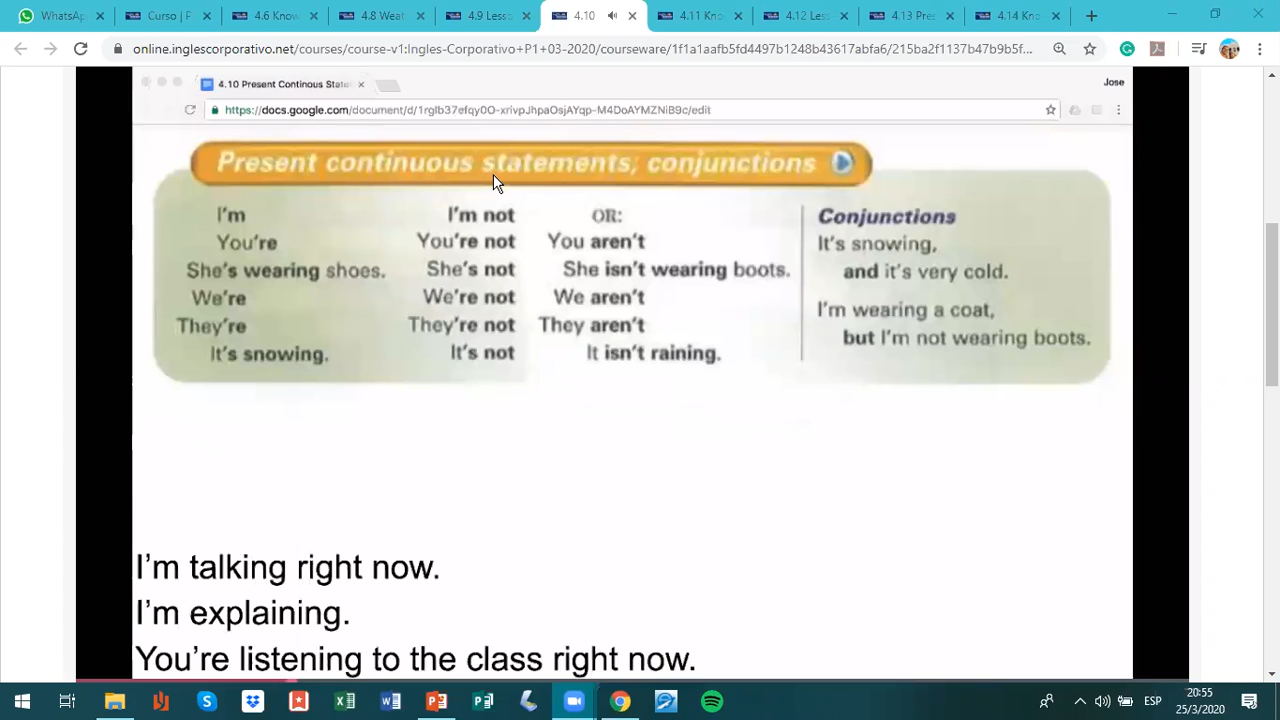 WhatsApp
Curso | P
4.6 Know
4.8 Weat
4.9 Lesso
4.10
4.11 Kno
4.12 Less
4.13 Pres
4.14 Kno
online.inglescorporativo.net/courses/course-v1:Ingles-Corporativo+P1+03-2020/courseware/1f1a1aafb5fd4497b1248b43617abfa6/215ba2f1137b47b9b5f...
4.10 Present Continous State
Jose
https://docs.google.com/document/d/1rglb37efqy0O-xrivpJhpaOsjAYqp-M4DoAYMZNiB9c/edit
Present continuous statements; conjunctions
I'm
You're
She's wearing shoes.
We're
They're
It's snowing.
I'm not
You're not
She's not
We're not
They're not
It's not
OR:
You aren't
She isn't wearing boots.
We aren't
They aren't
It isn't raining.
Conjunctions
It's snowing,
and it's very cold.
I'm wearing a coat,
but I'm not wearing boots.
I'm talking right now.
I'm explaining.
You're listening to the class right now.
ESP
20:55
25/3/2020